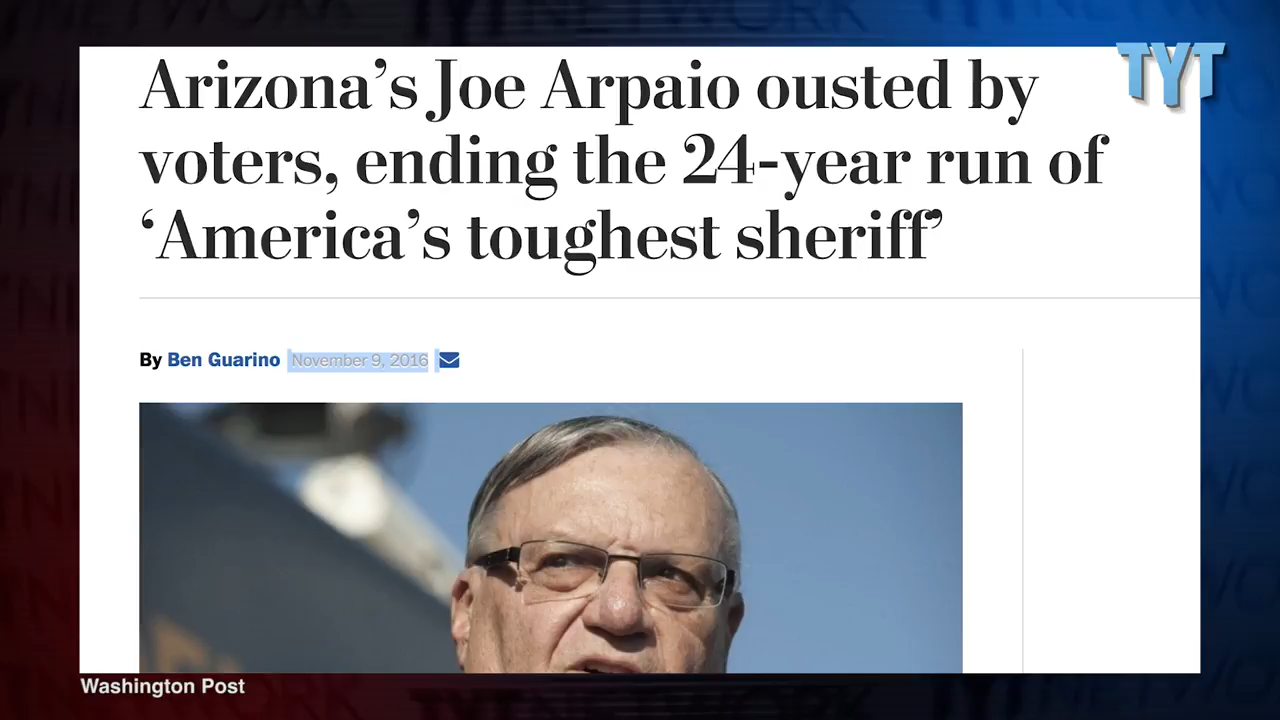 TYT
Arizona’s Joe Arpaio ousted by
voters, ending the 24-year run of
‘America’s toughest sheriff’
By Ben Guarino November 9, 2016
Washington Post